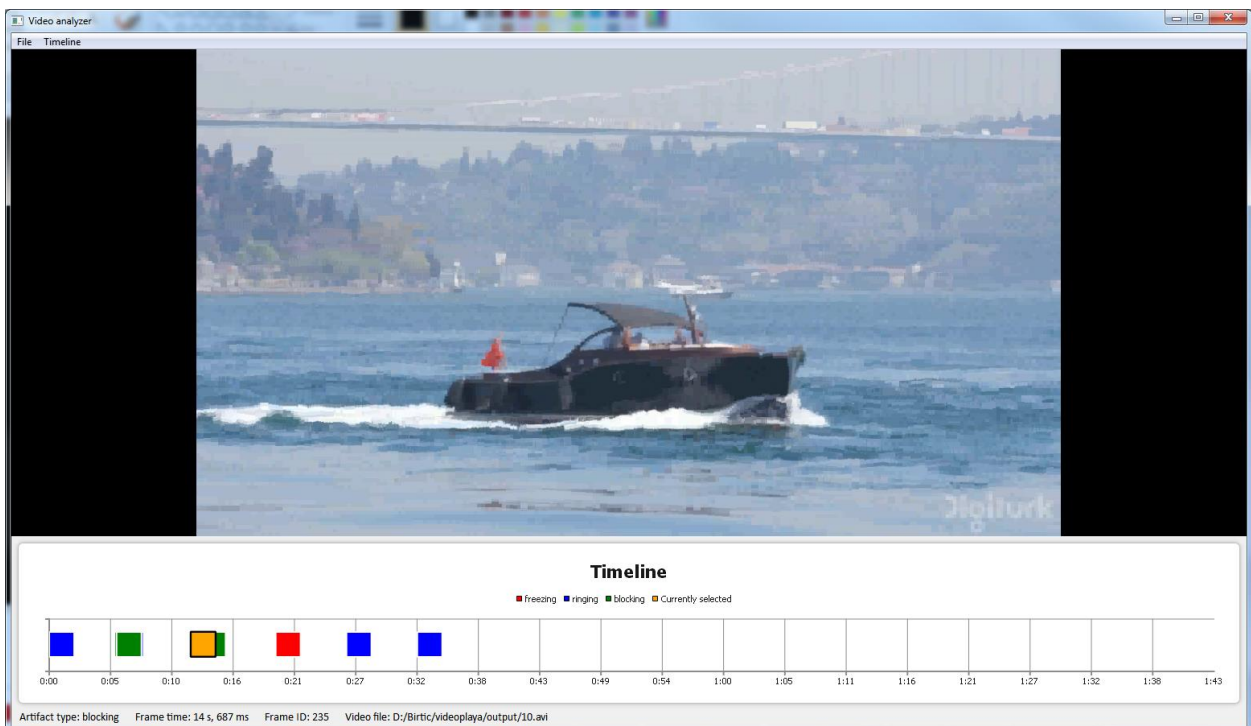 Video analyzer
File Timeline
Digiturk
Timeline
freezing ringing blocking Currently selected
0:00 0:05 0:10 0:16 0:21 0:27 0:32 0:38 0:43 0:49 0:54 1:00 1:05 1:11 1:16 1:21 1:27 1:32 1:38 1:43
Artifact type: blocking Frame time: 14 s, 687 ms Frame ID: 235 Video file: D:/Birtic/videoplaya/output/10.avi